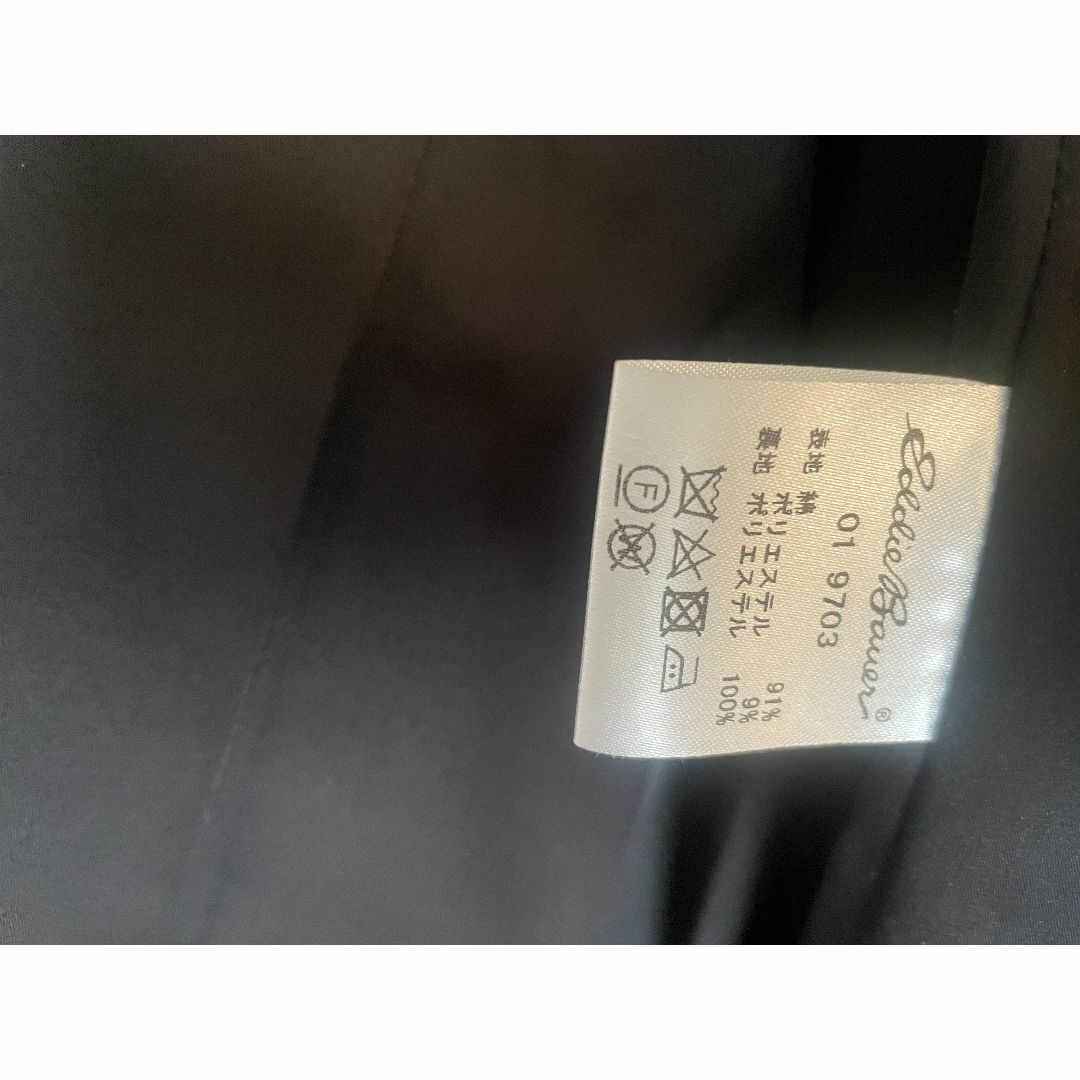 Eddie Bauer®
01 9703
表地 綿 91%
ポリエステル 9%
裏地 ポリエステル 100%
F
W